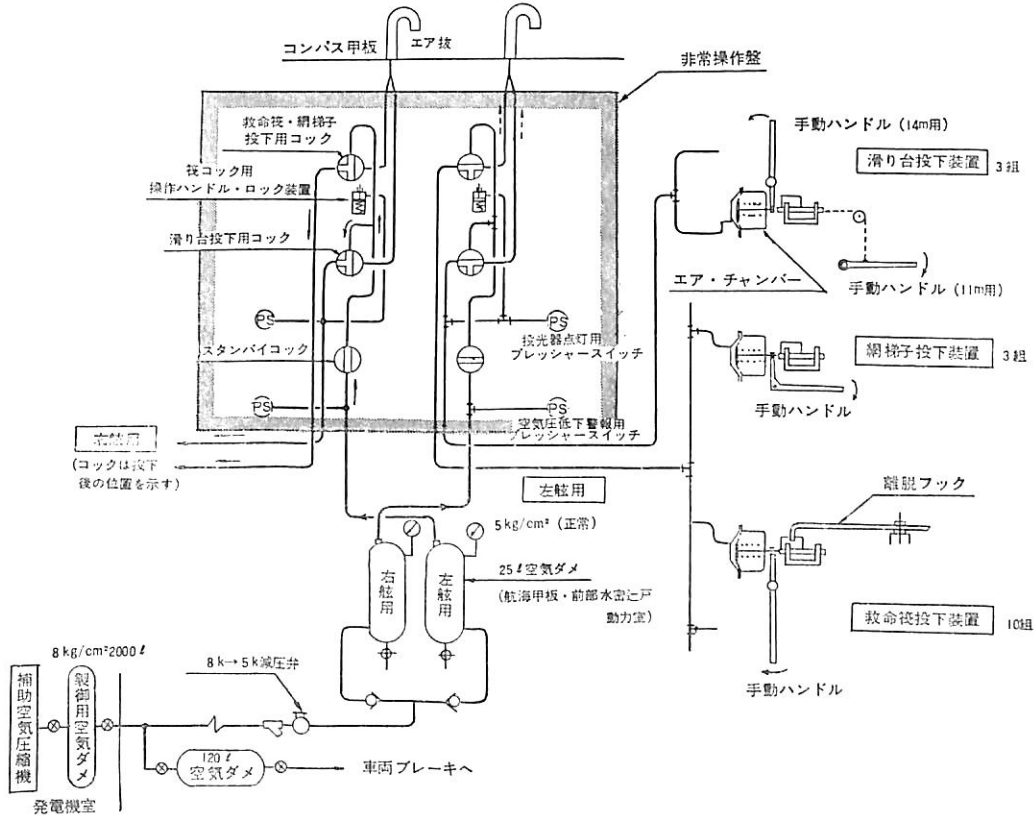 コンパス甲板
エア抜
非常操作盤
救命筏・網梯子
投下用コック
筏コック用
操作ハンドル・ロック装置
滑り台投下用コック
PS
スタンバイコック
PS
PS
投光器点灯用
プレッシャースイッチ
PS
空気圧低下警報用
プレッシャースイッチ
右舷用
(コックは投下
後の位置を示す)
左舷用
手動ハンドル (14m用)
滑り台投下装置
3組
エア・チャンバー
手動ハンドル (11m用)
網梯子投下装置
3組
手動ハンドル
離脱フック
救命筏投下装置
10組
手動ハンドル
5kg/cm² (正常)
右舷用
左舷用
25ℓ空気ダメ
(航海甲板・前部水密辷戸
動力室)
8kg/cm²2000ℓ
8k→5k減圧弁
補助空気圧縮機
制御用空気ダメ
120ℓ
空気ダメ
車両ブレーキへ
発電機室